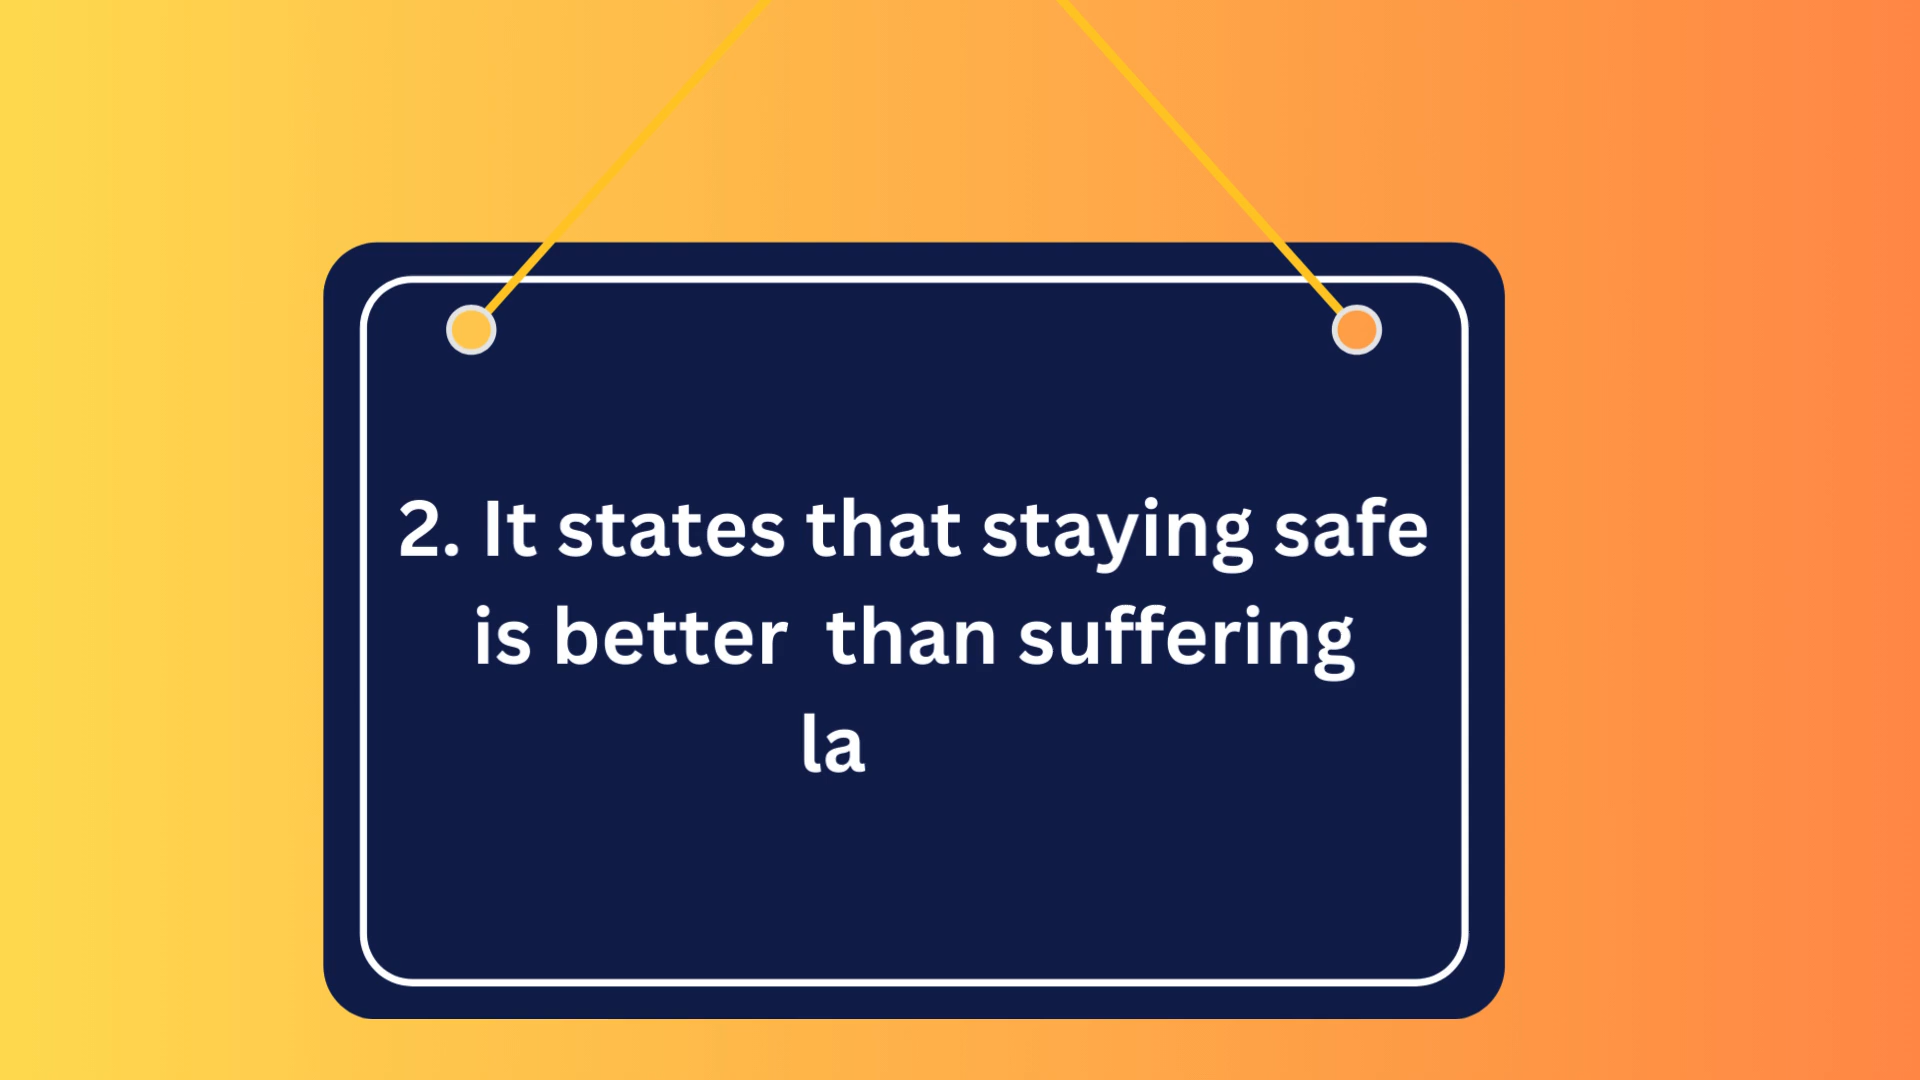 2. It states that staying safe
is better  than suffering
la